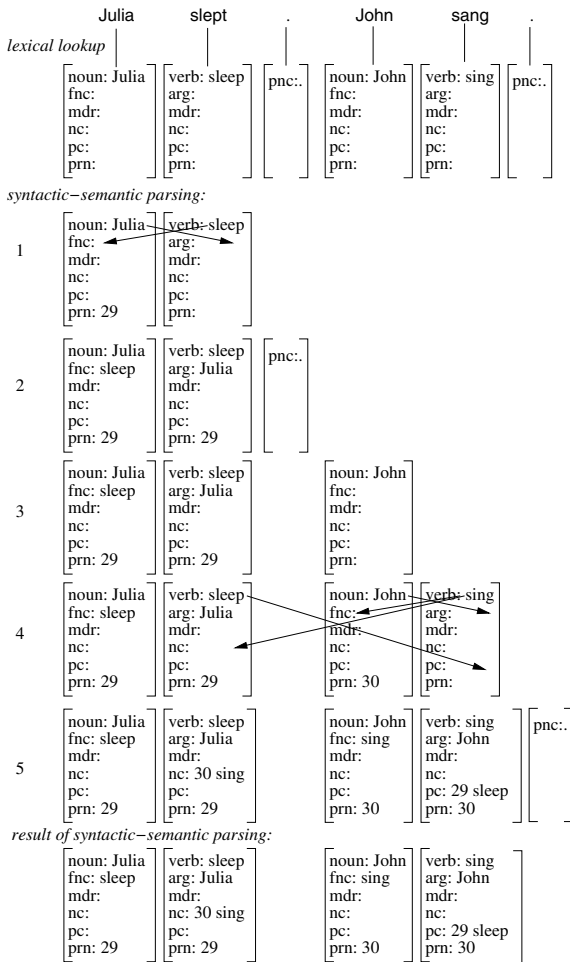 Julia slept . John sang .
lexical lookup
noun: Julia verb: sleep pnc:. noun: John verb: sing pnc:.
fnc: arg: fnc: arg:
mdr: mdr: mdr: mdr:
nc: nc: nc: nc:
pc: pc: pc: pc:
prn: prn: prn: prn:
syntactic−semantic parsing:
noun: Julia verb: sleep
1 fnc: arg:
mdr: mdr:
nc: nc:
pc: pc:
prn: 29 prn:
noun: Julia verb: sleep pnc:.
fnc: sleep arg: Julia
2 mdr: mdr:
nc: nc:
pc: pc:
prn: 29 prn: 29
noun: Julia verb: sleep noun: John
fnc: sleep arg: Julia fnc:
3 mdr: mdr: mdr:
nc: nc: nc:
pc: pc: pc:
prn: 29 prn: 29 prn:
noun: Julia verb: sleep noun: John verb: sing
fnc: sleep arg: Julia fnc: arg:
4 mdr: mdr: mdr: mdr:
nc: nc: nc: nc:
pc: pc: pc: pc:
prn: 29 prn: 29 prn: 30 prn:
noun: Julia verb: sleep noun: John verb: sing pnc:.
fnc: sleep arg: Julia fnc: sing arg: John
5 mdr: mdr: mdr: mdr:
nc: nc: 30 sing nc: nc:
pc: pc: pc: pc: 29 sleep
prn: 29 prn: 29 prn: 30 prn: 30
result of syntactic−semantic parsing:
noun: Julia verb: sleep noun: John verb: sing
fnc: sleep arg: Julia fnc: sing arg: John
mdr: mdr: mdr: mdr:
nc: nc: 30 sing nc: nc:
pc: pc: pc: pc: 29 sleep
prn: 29 prn: 29 prn: 30 prn: 30